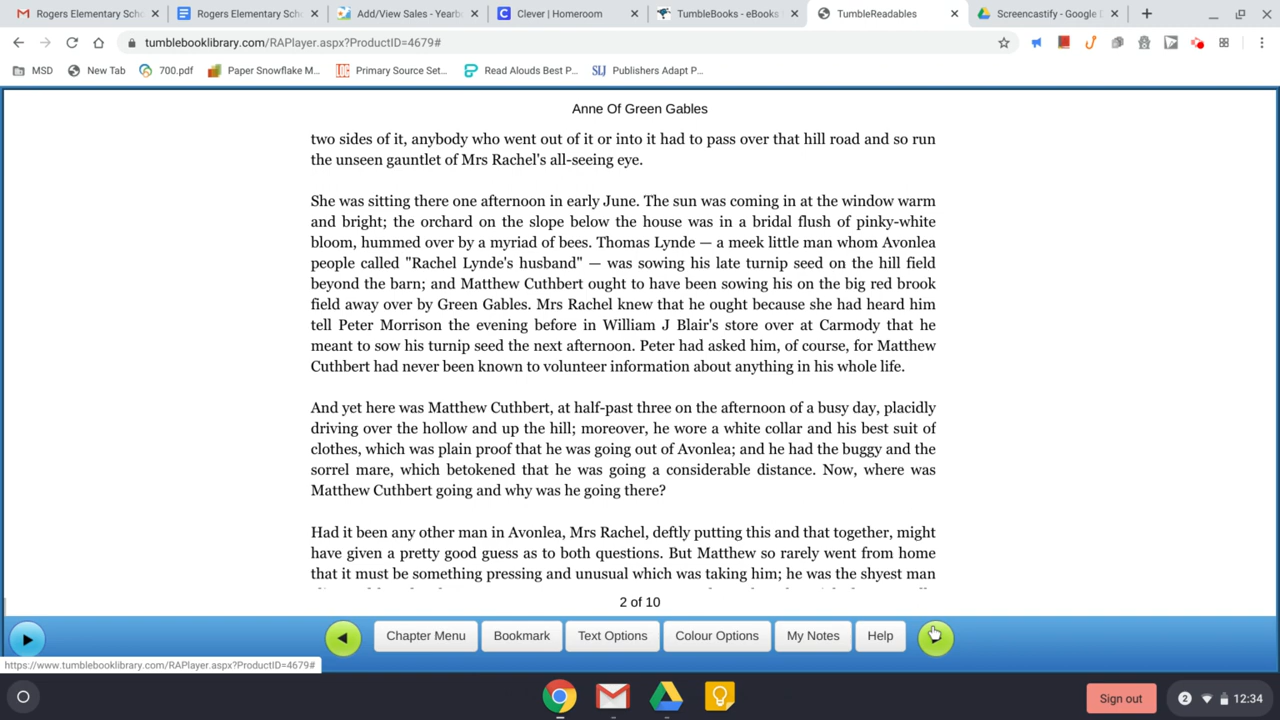 Rogers Elementary Scho
Rogers Elementary Scho
Add/View Sales - Yearb
Clever | Homeroom
TumbleBooks - eBooks
TumbleReadables
Screencastify - Google D
tumblebooklibrary.com/RAPlayer.aspx?ProductID=4679#
MSD
New Tab
700.pdf
Paper Snowflake M...
Primary Source Set...
Read Alouds Best P...
Publishers Adapt P...
Anne Of Green Gables
two sides of it, anybody who went out of it or into it had to pass over that hill road and so run
the unseen gauntlet of Mrs Rachel's all-seeing eye.
She was sitting there one afternoon in early June. The sun was coming in at the window warm
and bright; the orchard on the slope below the house was in a bridal flush of pinky-white
bloom, hummed over by a myriad of bees. Thomas Lynde — a meek little man whom Avonlea
people called "Rachel Lynde's husband" — was sowing his late turnip seed on the hill field
beyond the barn; and Matthew Cuthbert ought to have been sowing his on the big red brook
field away over by Green Gables. Mrs Rachel knew that he ought because she had heard him
tell Peter Morrison the evening before in William J Blair's store over at Carmody that he
meant to sow his turnip seed the next afternoon. Peter had asked him, of course, for Matthew
Cuthbert had never been known to volunteer information about anything in his whole life.
And yet here was Matthew Cuthbert, at half-past three on the afternoon of a busy day, placidly
driving over the hollow and up the hill; moreover, he wore a white collar and his best suit of
clothes, which was plain proof that he was going out of Avonlea; and he had the buggy and the
sorrel mare, which betokened that he was going a considerable distance. Now, where was
Matthew Cuthbert going and why was he going there?
Had it been any other man in Avonlea, Mrs Rachel, deftly putting this and that together, might
have given a pretty good guess as to both questions. But Matthew so rarely went from home
that it must be something pressing and unusual which was taking him; he was the shyest man
2 of 10
Chapter Menu
Bookmark
Text Options
Colour Options
My Notes
Help
https://www.tumblebooklibrary.com/RAPlayer.aspx?ProductID=4679#
Sign out
2
12:34